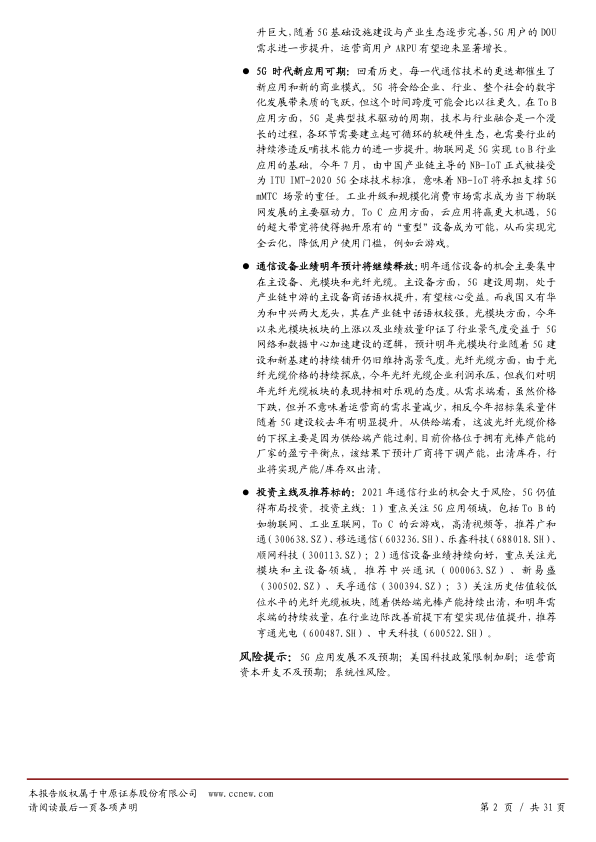 升巨大,随着 5G 基础设施建设与产业生态逐步完善,5G 用户的 DOU
需求进一步提升，运营商用户 ARPU 有望迎来显著增长。
● 5G 时代新应用可期：回看历史，每一代通信技术的更迭都催生了
新应用和新的商业模式。5G 将会给企业、行业、整个社会的数字
化发展带来质的飞跃，但这个时间跨度可能会比以往更久。在 To B
应用方面，5G 是典型技术驱动的周期，技术与行业融合是一个漫
长的过程，各环节需要建立起可循环的软硬件生态，也需要行业的
持续渗透反哺技术能力的进一步提升。物联网是 5G 实现 to B 行业
应用的基础。今年 7 月，由中国产业链主导的 NB-IoT 正式被接受
为 ITU IMT-2020 5G 全球技术标准，意味着 NB-IoT 将承担支撑 5G
mMTC 场景的重任。工业升级和规模化消费市场需求成为当下物联
网发展的主要驱动力。To C 应用方面，云应用将赢更大机遇，5G
的超大带宽将使得抛开原有的“重型”设备成为可能，从而实现完
全云化，降低用户使用门槛，例如云游戏。
● 通信设备业绩明年预计将继续释放：明年通信设备的机会主要集中
在主设备、光模块和光纤光缆。主设备方面，5G 建设周期，处于
产业链中游的主设备商话语权提升，有望核心受益。而我国又有华
为和中兴两大龙头，其在产业链中话语权较强。光模块方面，今年
以来光模块板块的上涨以及业绩放量印证了行业景气度受益于 5G
网络和数据中心加速建设的逻辑，预计明年光模块行业随着 5G 建
设和新基建的持续铺开仍旧维持高景气度。光纤光缆方面，由于光
纤光缆价格的持续探底，今年光纤光缆企业利润承压，但我们对明
年光纤光缆板块的表现持相对乐观的态度。从需求端看，虽然价格
下跌，但并不意味着运营商的需求量减少，相反今年招标集采量伴
随着 5G 建设较去年有明显提升。从供给端看，这波光纤光缆价格
的下探主要是因为供给端产能过剩。目前价格位于拥有光棒产能的
厂家的盈亏平衡点，该结果下预计厂商将下调产能，出清库存，行
业将实现产能/库存双出清。
● 投资主线及推荐标的：2021 年通信行业的机会大于风险，5G 仍值
得布局投资。投资主线：1）重点关注 5G 应用领域，包括 To B 的
如物联网、工业互联网，To C 的云游戏，高清视频等，推荐广和
通(300638.SZ)、移远通信(603236.SH)、乐鑫科技(688018.SH)、
顺网科技（300113.SZ）；2）通信设备业绩持续向好，重点关注光
模块和主设备领域。推荐中兴通讯（000063.SZ）、新易盛
（300502.SZ）、天孚通信（300394.SZ）；3）关注历史估值较低
位水平的光纤光缆板块，随着供给端光棒产能持续出清，和明年需
求端的持续放量，在行业边际改善前提下有望实现估值提升，推荐
亨通光电（600487.SH）、中天科技（600522.SH）。
风险提示：5G 应用发展不及预期；美国科技政策限制加剧；运营商
资本开支不及预期；系统性风险。
本报告版权属于中原证券股份有限公司 www.ccnew.com
请阅读最后一页各项声明
第 2 页 / 共 31 页